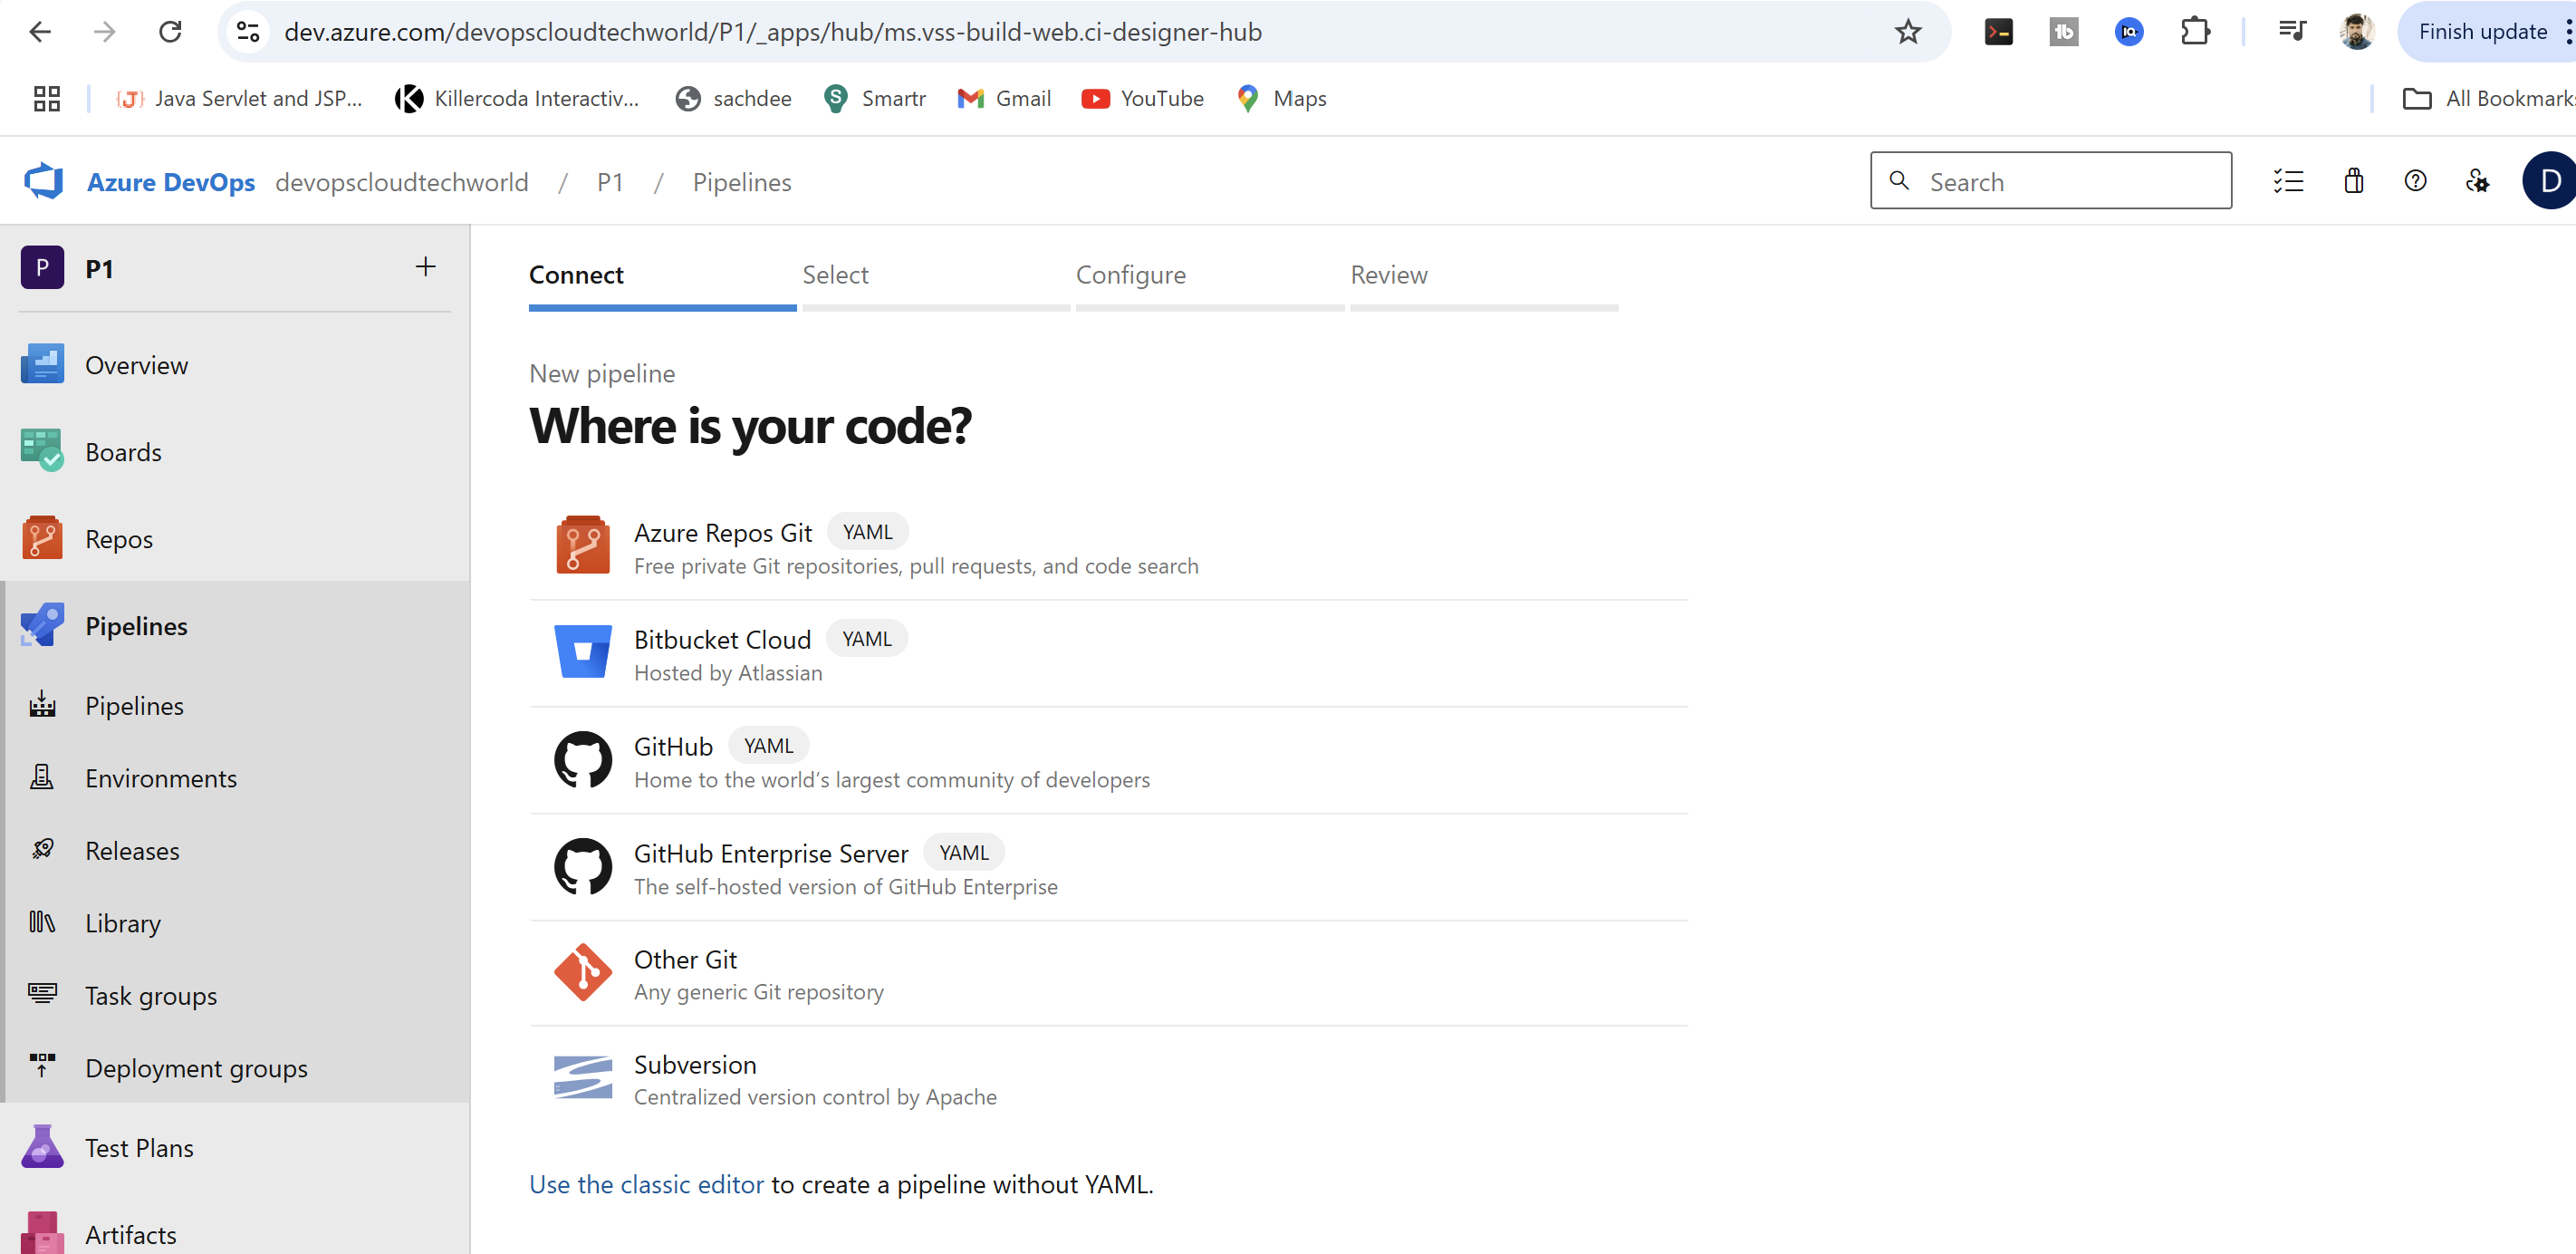 dev.azure.com/devopscloudtechworld/P1/_apps/hub/ms.vss-build-web.ci-designer-hub
Finish update
Java Servlet and JSP...
Killercoda Interactiv...
sachdee
Smartr
Gmail
YouTube
Maps
All Bookmark
Azure DevOps devopscloudtechworld / P1 / Pipelines
Search
D
P P1
Overview
Boards
Repos
Pipelines
Pipelines
Environments
Releases
Library
Task groups
Deployment groups
Test Plans
Artifacts
Connect Select Configure Review
New pipeline
Where is your code?
Azure Repos Git YAML
Free private Git repositories, pull requests, and code search
Bitbucket Cloud YAML
Hosted by Atlassian
GitHub YAML
Home to the world’s largest community of developers
GitHub Enterprise Server YAML
The self-hosted version of GitHub Enterprise
Other Git
Any generic Git repository
Subversion
Centralized version control by Apache
Use the classic editor to create a pipeline without YAML.